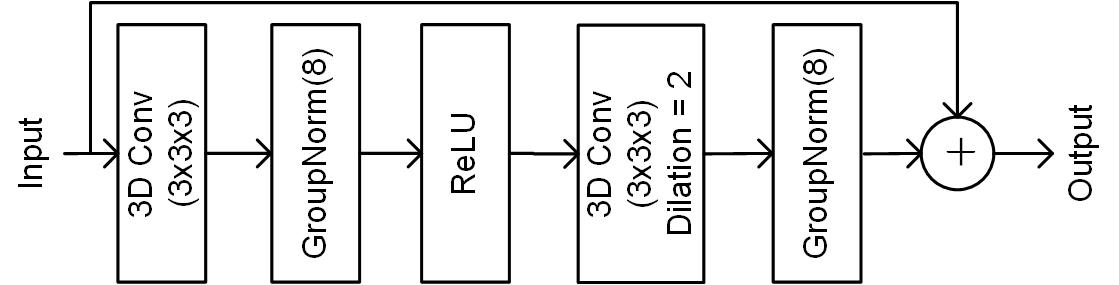 Input
3D Conv
(3x3x3)
GroupNorm(8)
ReLU
3D Conv
(3x3x3)
Dilation = 2
GroupNorm(8)
+
Output